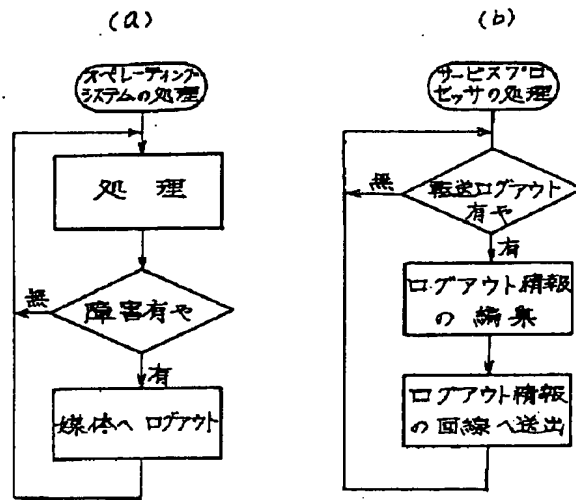 (a)
オペレーティング
システムの処理
処 理
障害有や
無
有
媒体へ ログアウト
(b)
サービスプロ
セッサの処理
転送ログアウト
有や
無
有
ログアウト情報
の 編 集
ログアウト情報
の回線へ送出